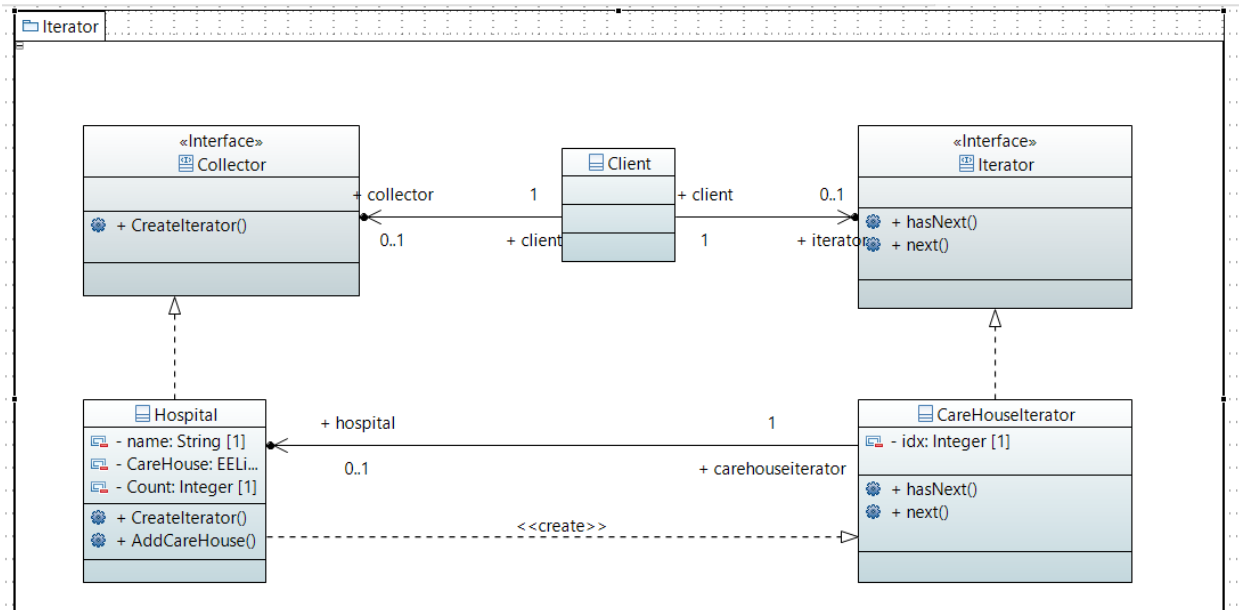 Iterator
«Interface»
Collector
+ CreateIterator()
Client
«Interface»
Iterator
+ hasNext()
+ next()
+ collector
1
0..1
+ client
+ client
0..1
1
+ iterator
Hospital
- name: String [1]
- CareHouse: EELi...
- Count: Integer [1]
+ CreateIterator()
+ AddCareHouse()
+ hospital
1
0..1
+ carehouseiterator
<<create>>
CareHouseIterator
- idx: Integer [1]
+ hasNext()
+ next()